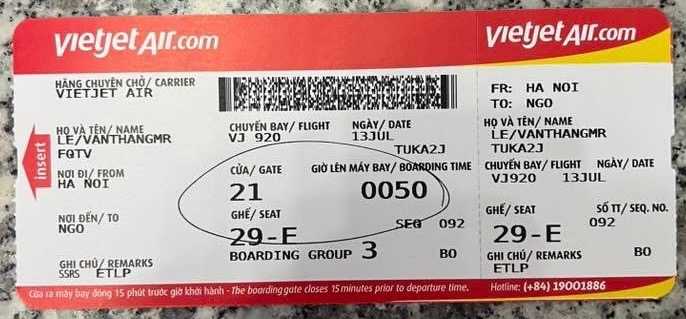 vietjetAir.com
HÃNG CHUYÊN CHỞ/ CARRIER
VIETJET AIR
HỌ VÀ TÊN/ NAME
LE/VANTHANGMR
FQTV
NƠI ĐI/ FROM
HA NOI
NƠI ĐẾN/ TO
NGO
GHI CHÚ/ REMARKS
SSRS ETLP
insert
CHUYẾN BAY/ FLIGHT NGÀY/ DATE
VJ 920 13JUL
TUKA2J
CỬA/ GATE GIỜ LÊN MÁY BAY/ BOARDING TIME
21 0050
GHẾ/ SEAT
SEQ 092
29-E
BOARDING GROUP 3 BO
Cửa ra máy bay đóng 15 phút trước giờ khởi hành - The boarding gate closes 15 minutes prior to departure time.
vietjetAir.com
FR: HA NOI
TO: NGO
HỌ VÀ TÊN/ NAME
LE/VANTHANGMR
TUKA2J
CHUYẾN BAY/ FLIGHT NGÀY/ DATE
VJ920 13JUL
GHẾ/ SEAT SỐ TT/ SEQ. NO.
29-E 092
GHI CHÚ/ REMARKS BO
ETLP
Hotline: (+84) 19001886